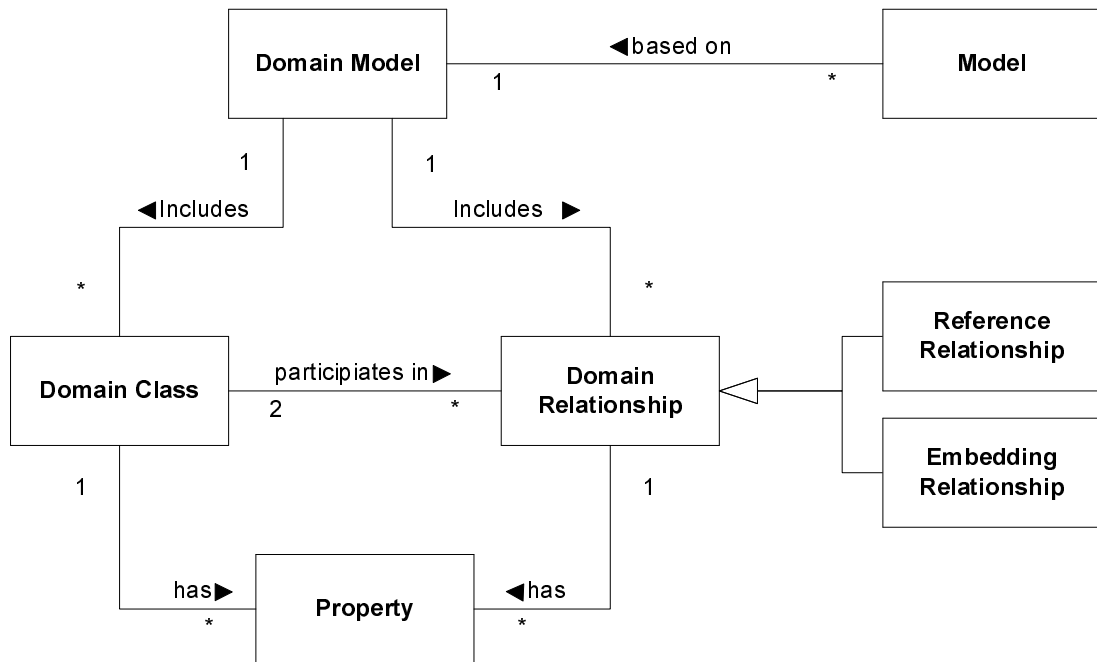 Domain Model
◄based on
Model
1
*
1
1
◄Includes
Includes ►
*
*
Reference
Relationship
Domain Class
participiates in►
2
*
Domain
Relationship
Embedding
Relationship
1
1
has►
*
Property
◄has
*